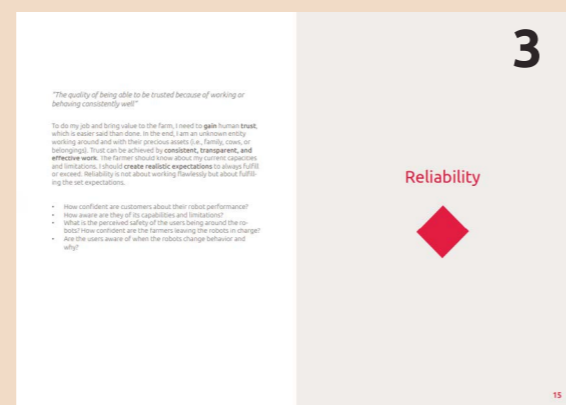 "The quality of being able to be trusted because of working or
behaving consistently well"
To do my job and bring value to the farm, I need to gain human trust,
which is easier said than done. In the end, I am an unknown entity
working around and with their precious assets (i.e., family, cows, or
belongings). Trust can be achieved by consistent, transparent, and
effective work. The farmer should know about my current capacities
and limitations. I should create realistic expectations to always fulfill
or exceed. Reliability is not about working flawlessly but about fulfill-
ing the set expectations.
• How confident are customers about their robot performance?
• How aware are they of its capabilities and limitations?
• What is the perceived safety of the users being around the ro-
bots? How confident are the farmers leaving the robots in charge?
• Are the users aware of when the robots change behavior and
why?
3
Reliability
15